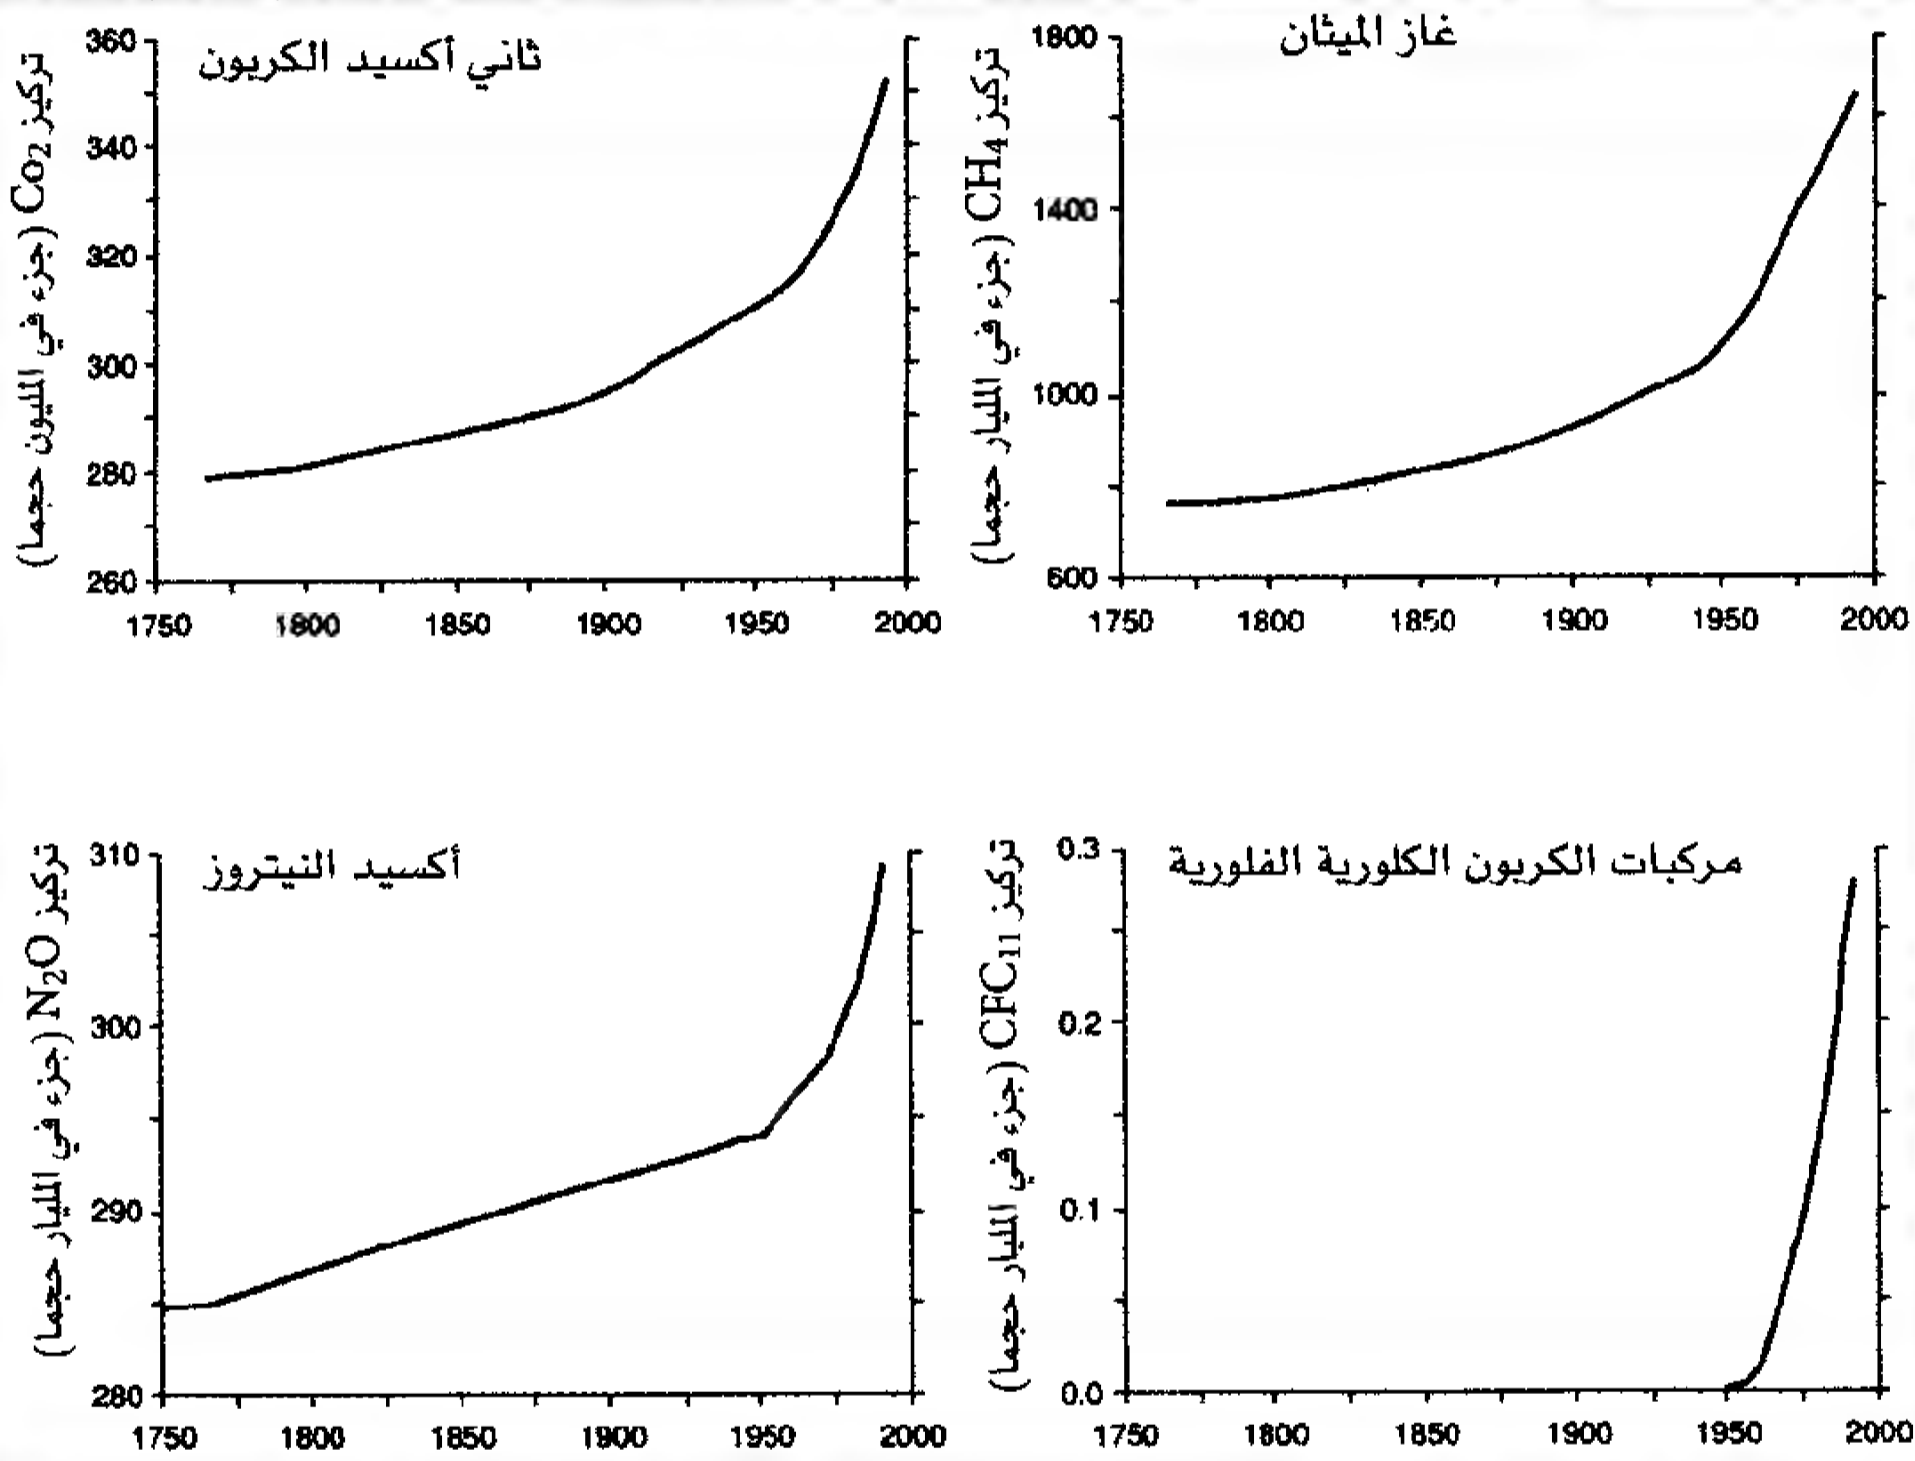 ثاني أكسيد الكربون
تركيز Co2 (جزء في المليون حجما)
360
340
320
300
280
260
1750 1800 1850 1900 1950 2000
غاز الميثان
تركيز CH4 (جزء في المليار حجما)
1800
1400
1000
600
1750 1800 1850 1900 1950 2000
أكسيد النيتروز
تركيز N2O (جزء في المليار حجما)
310
300
290
280
1750 1800 1850 1900 1950 2000
مركبات الكربون الكلورية الفلورية
تركيز CFC11 (جزء في المليار حجما)
0.3
0.2
0.1
0.0
1750 1800 1850 1900 1950 2000